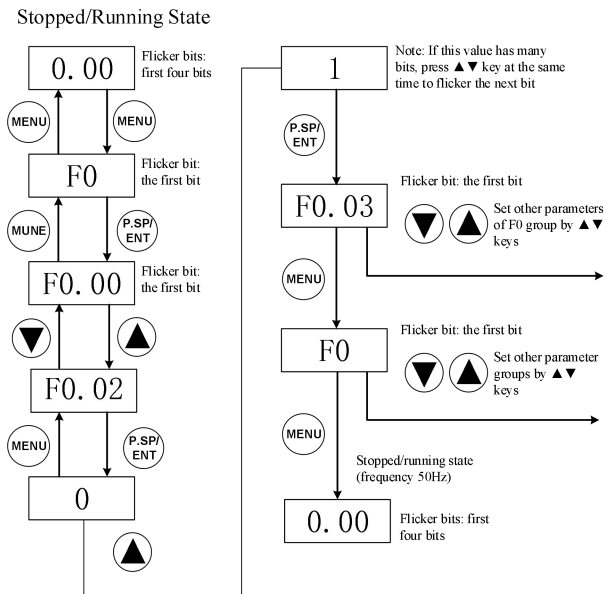 Stopped/Running State
0.00
Flicker bits:
first four bits
MENU
MENU
F0
Flicker bit:
the first bit
MUNE
P.SP/
ENT
F0.00
Flicker bit:
the first bit
▼
▲
F0.02
MENU
P.SP/
ENT
0
▲
1
Note: If this value has many
bits, press ▲▼ key at the same
time to flicker the next bit
P.SP/
ENT
Flicker bit: the first bit
F0.03
▼ ▲
Set other parameters
of F0 group by ▲▼
keys
MENU
Flicker bit: the first bit
F0
▼ ▲
Set other parameter
groups by ▲▼
keys
MENU
Stopped/running state
(frequency 50Hz)
0.00
Flicker bits: first
four bits